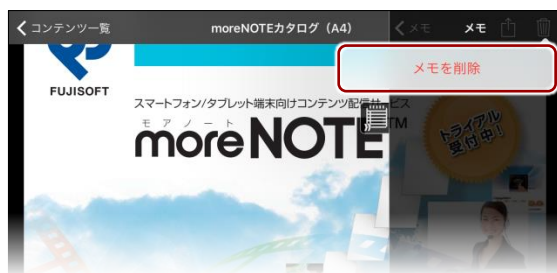 コンテンツ一覧
moreNOTEカタログ（A4）
メモ
メモ
メモを削除
FUJISOFT
スマートフォン/タブレット端末向けコンテンツ配信サービス
モアノート
moreNOTE
TM
トライアル
受付中！